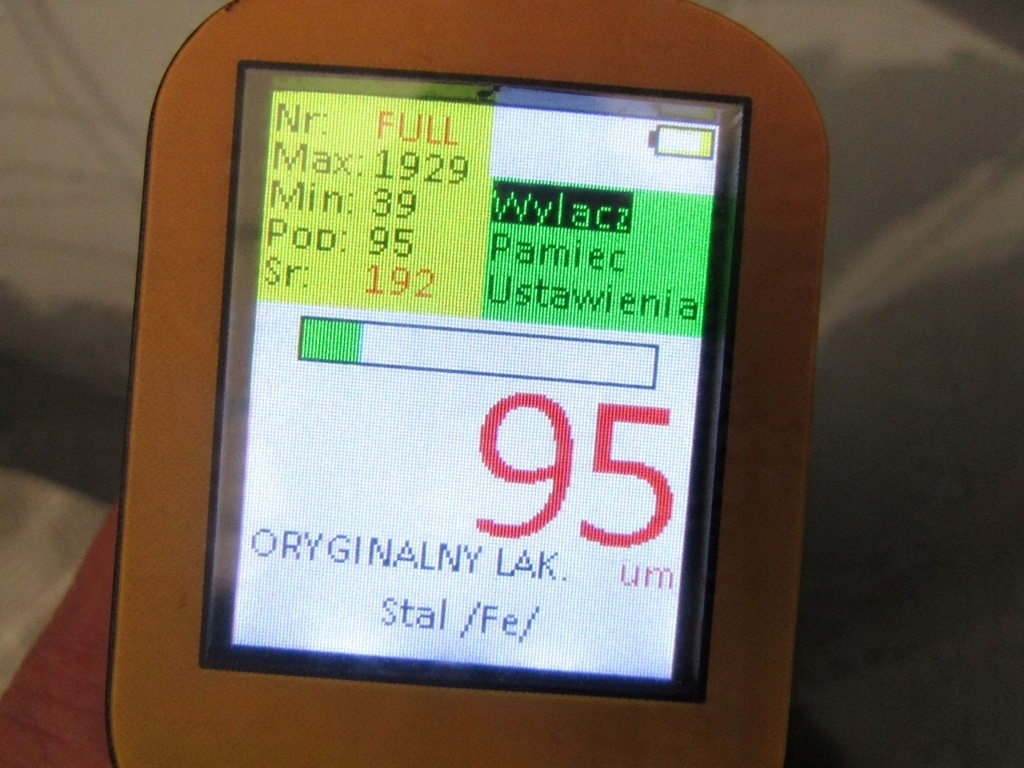 Nr: FULL
Max: 1929
Min: 39
Pop: 95
Sr: 192
Wylacz
Pamiec
Ustawienia
95
um
ORYGINALNY LAK.
Stal /Fe/